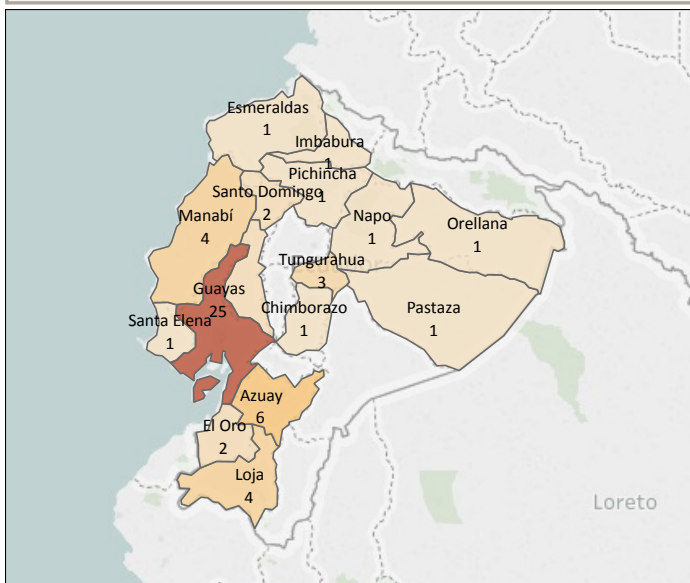 Esmeraldas
1
Imbabura
1
Pichincha
1
Santo Domingo
2
Manabí
4
Napo
1
Orellana
1
Tungurahua
3
Guayas
25
Chimborazo
1
Pastaza
1
Santa Elena
1
Azuay
6
El Oro
2
Loja
4
Loreto